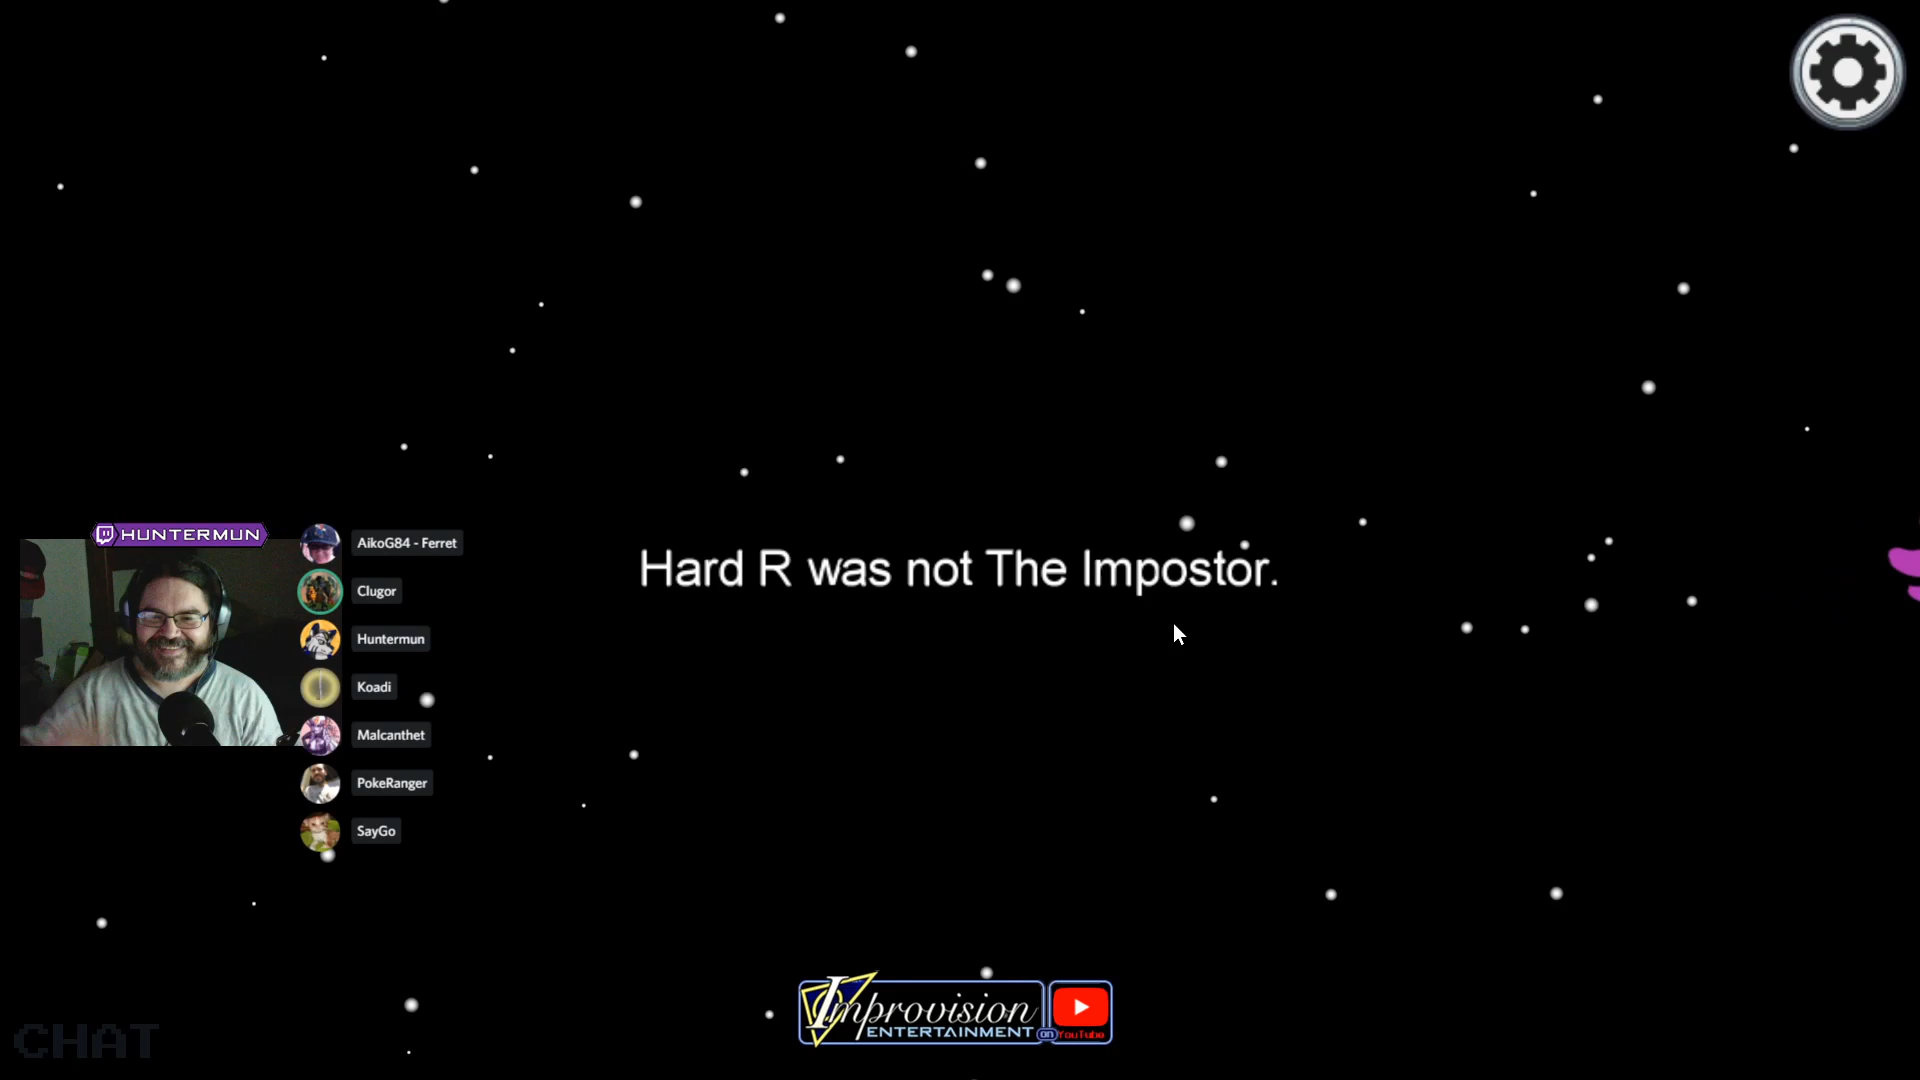 HUNTERMUN
AikoG84 - Ferret
Clugor
Huntermun
Koadi
Malcanthet
PokeRanger
SayGo
Hard R was not The Impostor.
Improvision
ENTERTAINMENT
on YouTube
CHAT